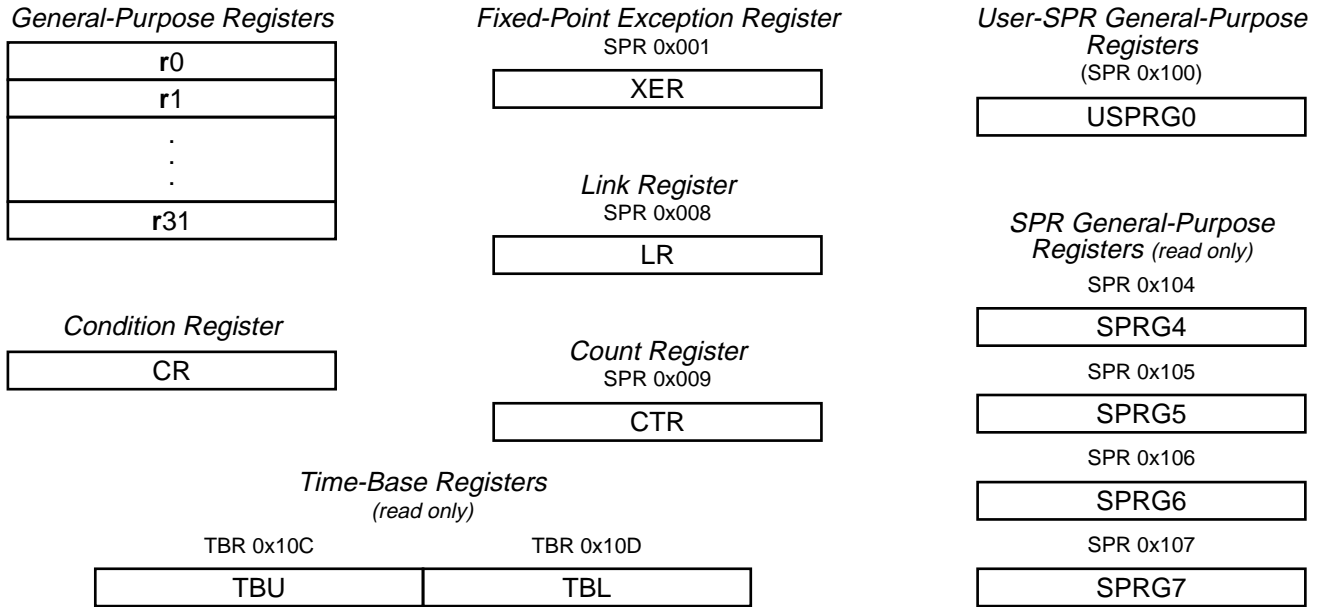 General-Purpose Registers
r0
r1
.
.
.
r31
Condition Register
CR
Fixed-Point Exception Register
SPR 0x001
XER
Link Register
SPR 0x008
LR
Count Register
SPR 0x009
CTR
Time-Base Registers
(read only)
TBR 0x10C
TBU
TBR 0x10D
TBL
User-SPR General-Purpose
Registers
(SPR 0x100)
USPRG0
SPR General-Purpose
Registers (read only)
SPR 0x104
SPRG4
SPR 0x105
SPRG5
SPR 0x106
SPRG6
SPR 0x107
SPRG7